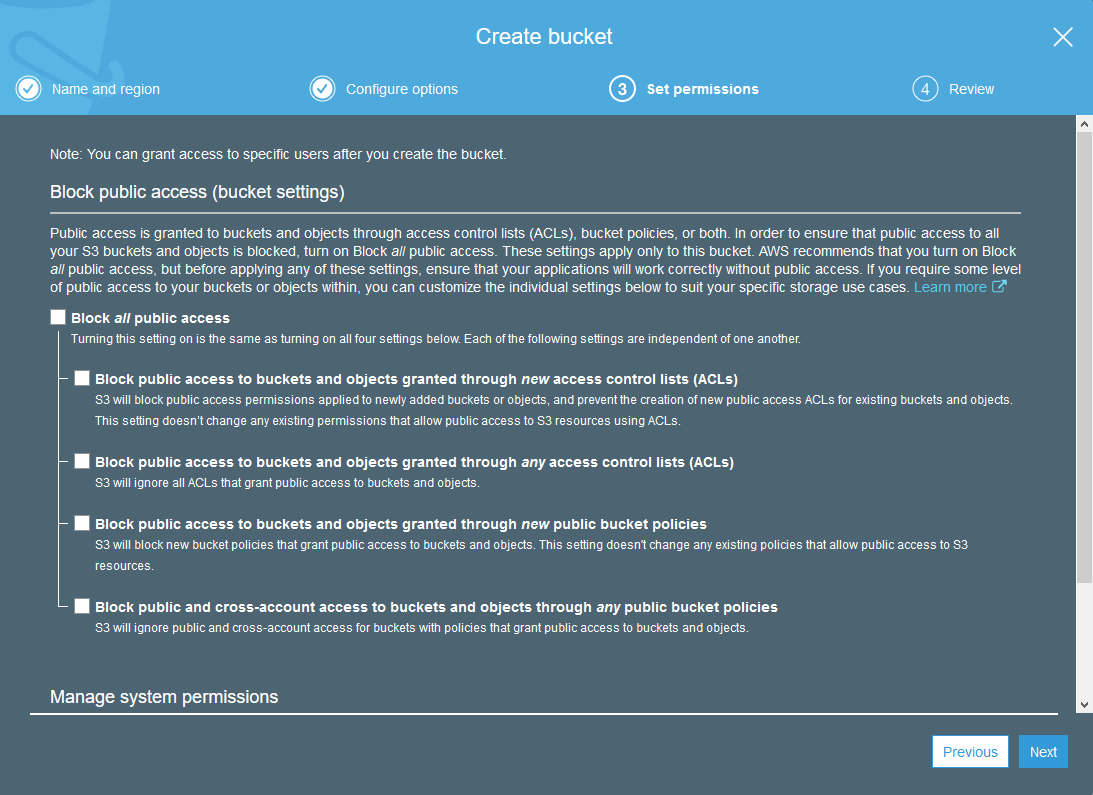 Create bucket
Name and region
Configure options
3 Set permissions
4 Review
Note: You can grant access to specific users after you create the bucket.
Block public access (bucket settings)
Public access is granted to buckets and objects through access control lists (ACLs), bucket policies, or both. In order to ensure that public access to all
your S3 buckets and objects is blocked, turn on Block all public access. These settings apply only to this bucket. AWS recommends that you turn on Block
all public access, but before applying any of these settings, ensure that your applications will work correctly without public access. If you require some level
of public access to your buckets or objects within, you can customize the individual settings below to suit your specific storage use cases. Learn more
Block all public access
Turning this setting on is the same as turning on all four settings below. Each of the following settings are independent of one another.
Block public access to buckets and objects granted through new access control lists (ACLs)
S3 will block public access permissions applied to newly added buckets or objects, and prevent the creation of new public access ACLs for existing buckets and objects.
This setting doesn't change any existing permissions that allow public access to S3 resources using ACLs.
Block public access to buckets and objects granted through any access control lists (ACLs)
S3 will ignore all ACLs that grant public access to buckets and objects.
Block public access to buckets and objects granted through new public bucket policies
S3 will block new bucket policies that grant public access to buckets and objects. This setting doesn't change any existing policies that allow public access to S3
resources.
Block public and cross-account access to buckets and objects through any public bucket policies
S3 will ignore public and cross-account access for buckets with policies that grant public access to buckets and objects.
Manage system permissions
Previous
Next